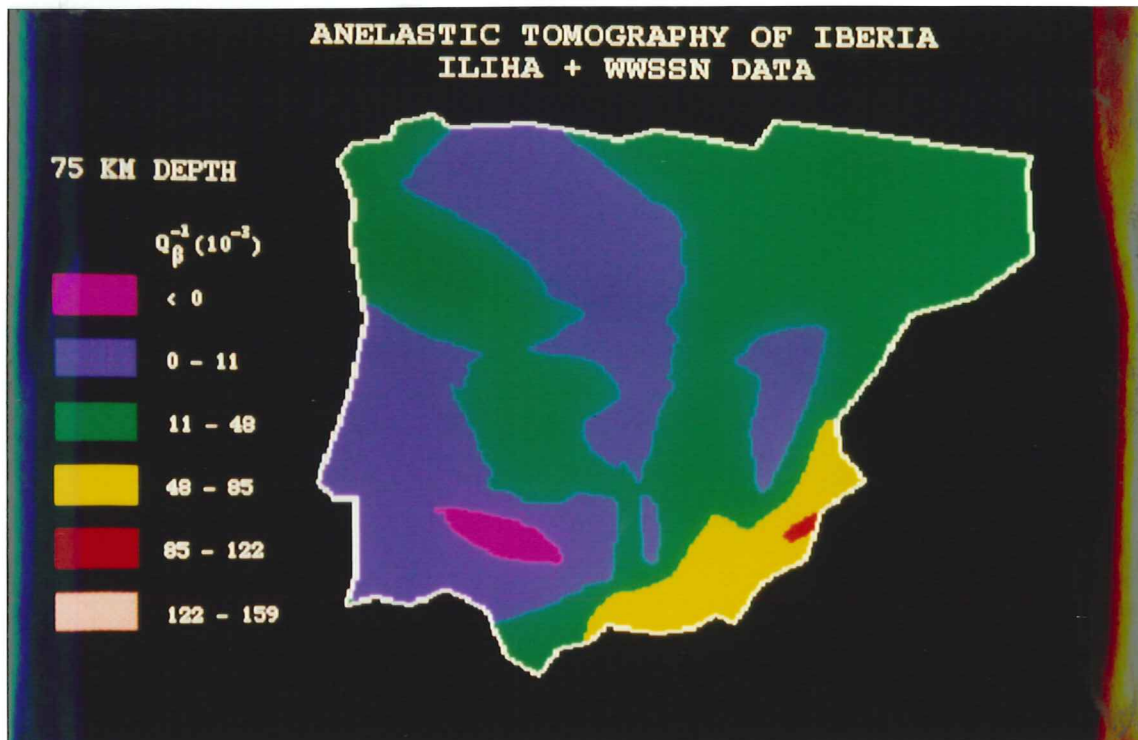 ANELASTIC TOMOGRAPHY OF IBERIA
ILIHA + WWSSN DATA
75 KM DEPTH
Q_β^-1 (10^-3)
< 0
0 - 11
11 - 48
48 - 85
85 - 122
122 - 159